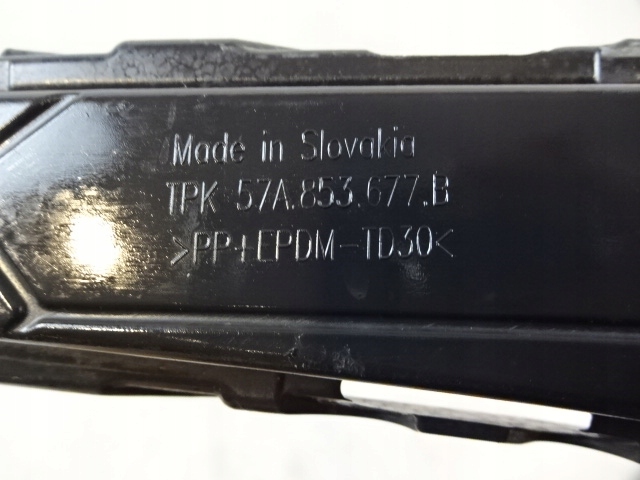 Made in Slovakia
TPK 57A.853.677.B
>PP+EPDM-TD30<